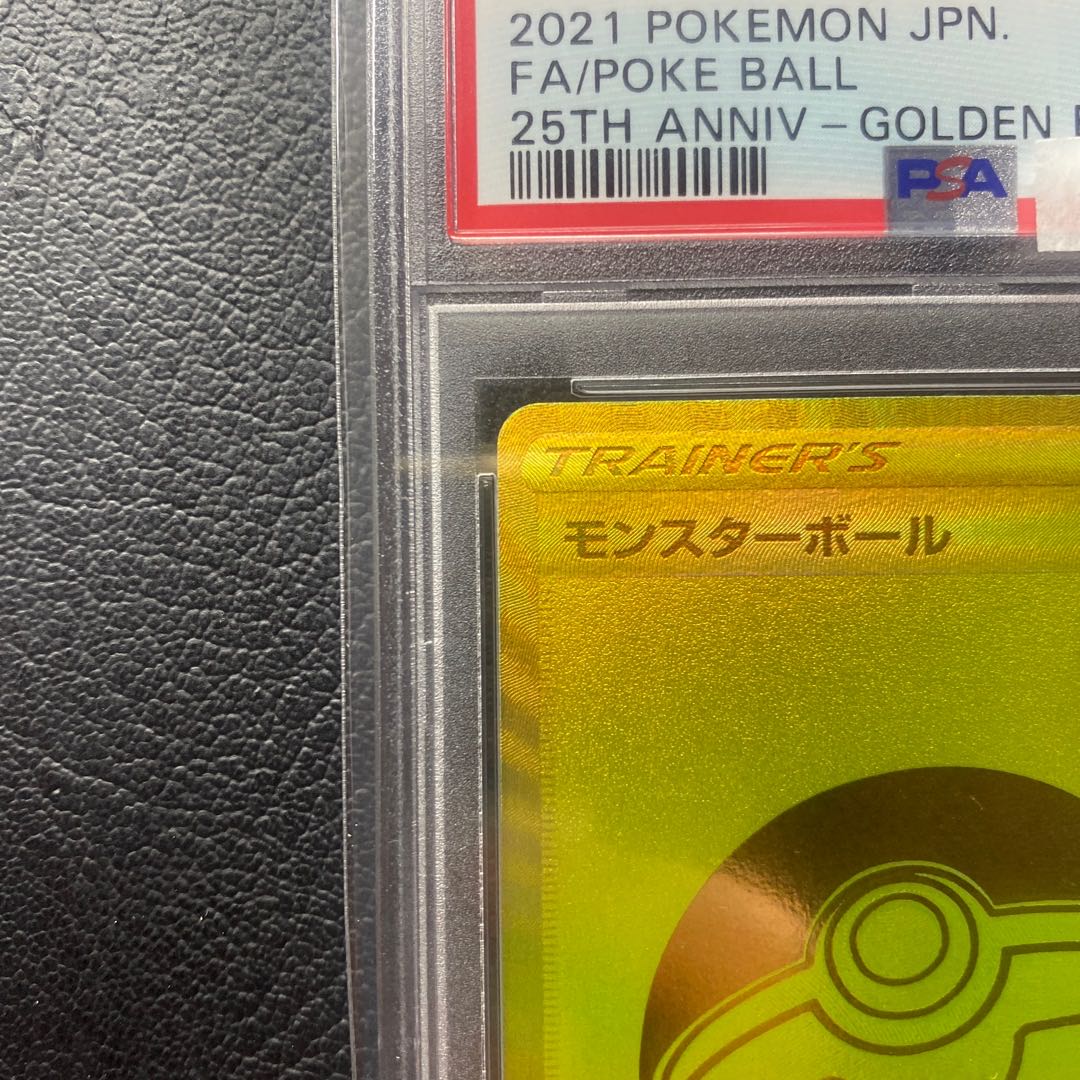 2021 POKEMON JPN.
FA/POKE BALL
25TH ANNIV – GOLDEN
PSA
TRAINER'S
モンスターボール